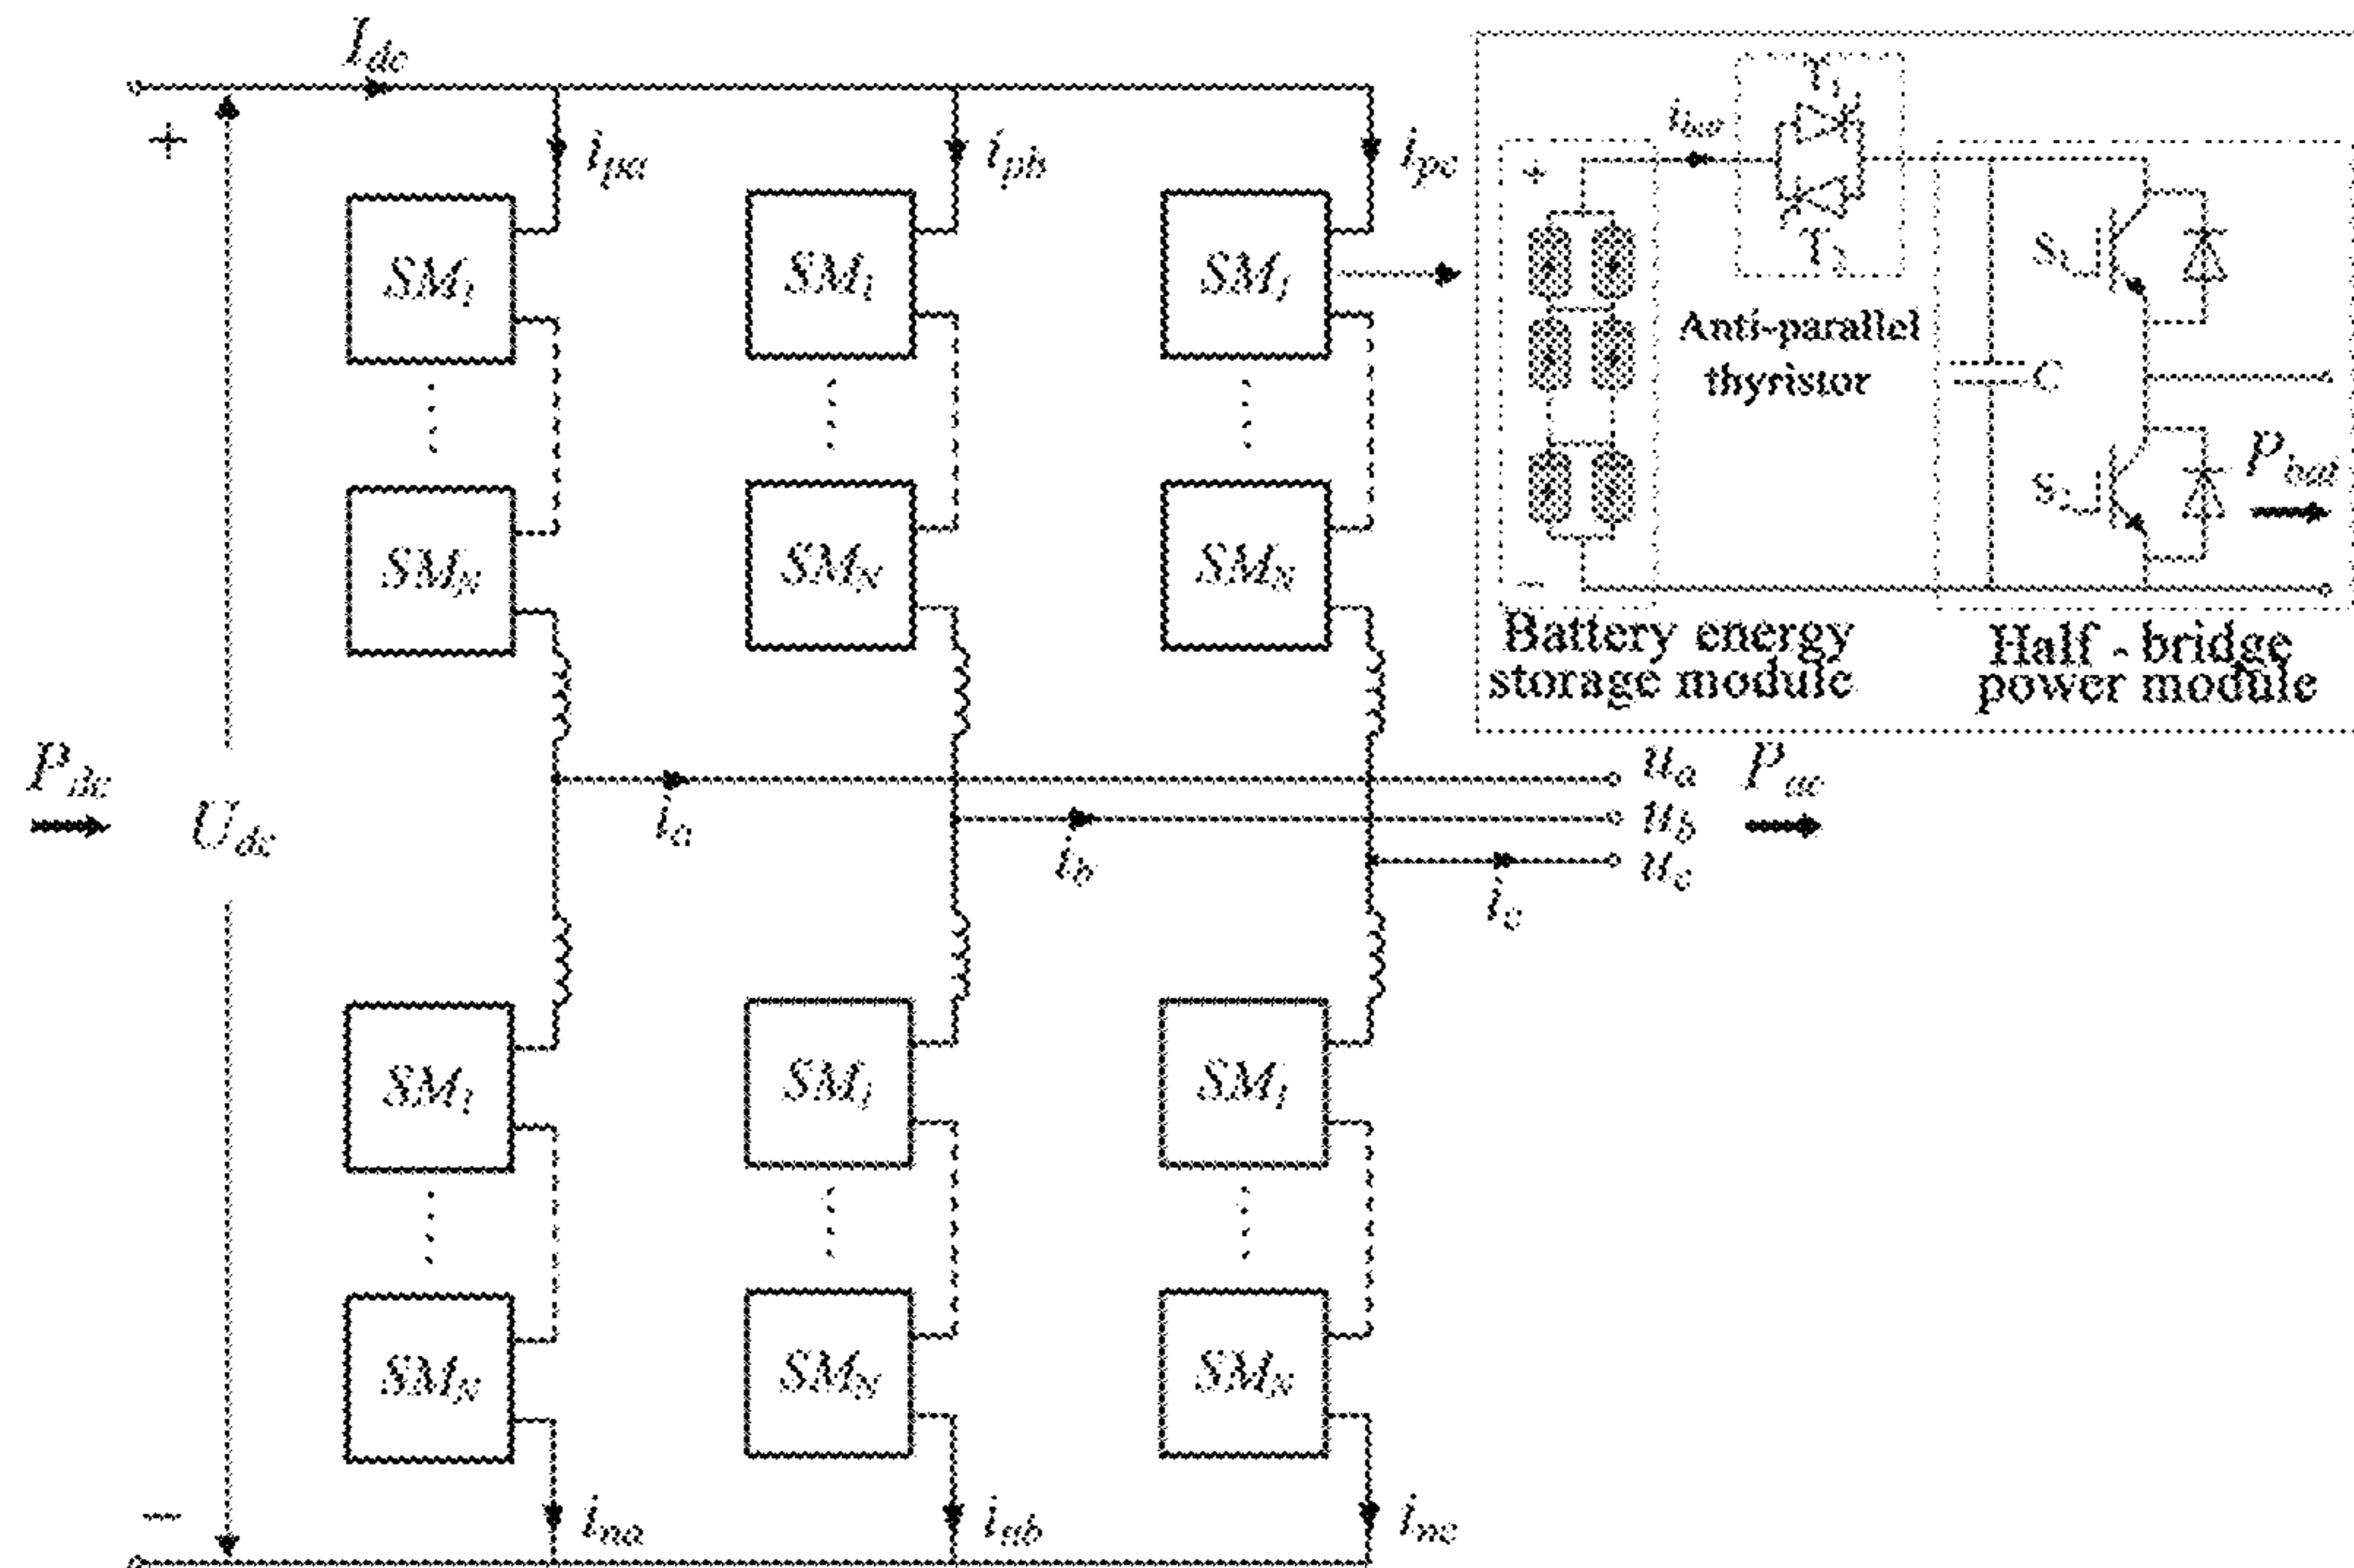 I_dc
+
i_pa
i_pb
i_pc
SM_1
SM_1
SM_1
SM_N
SM_N
SM_N
T_1
i_bat
T_2
+
−
Anti-parallel
thyristor
C
S_1
S_2
P_bat
Battery energy
storage module
Half - bridge
power module
P_dc
U_dc
i_a
i_b
i_c
u_a
u_b
u_c
P_ac
SM_1
SM_1
SM_1
SM_N
SM_N
SM_N
−
i_na
i_nb
i_nc